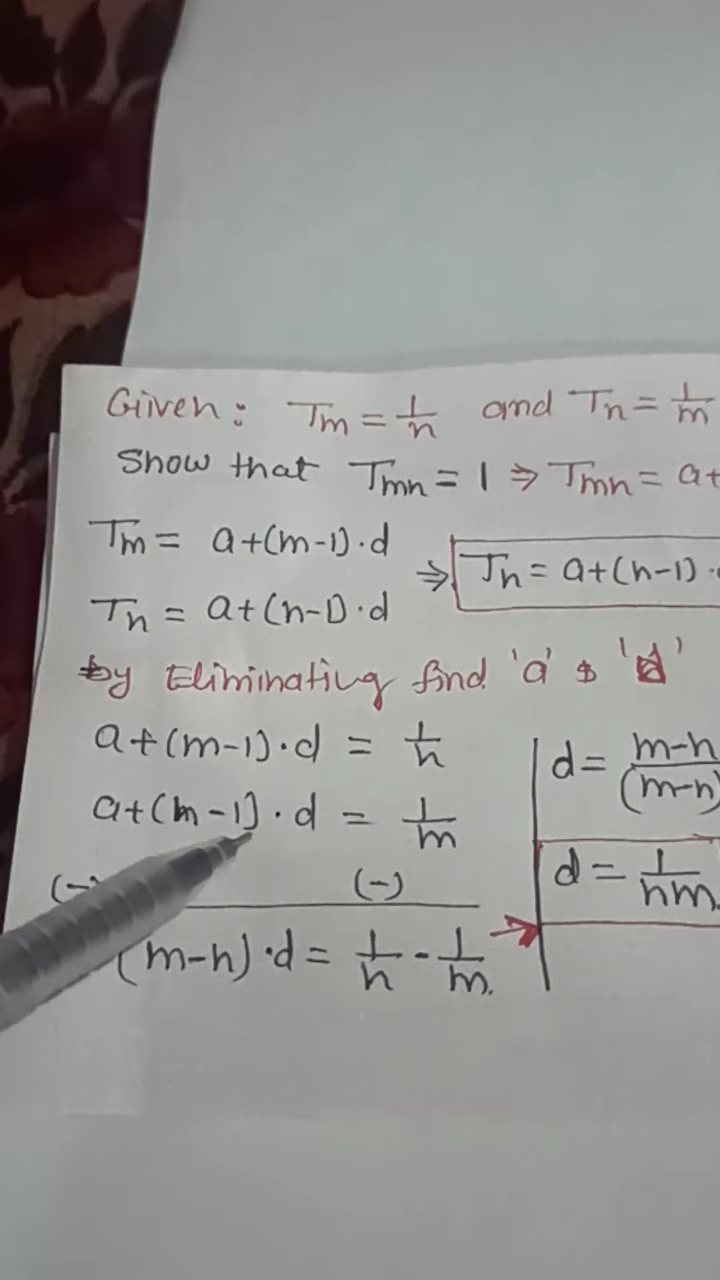 Given: Tm = 1/n and Tn = 1/m
Show that Tmn = 1 ⇒ Tmn = a+
Tm = a+(m-1)·d
Tn = a+(n-1)·d
⇒ Tn = a+(n-1)·
by Eliminating find 'a' & 'd'
a+(m-1)·d = 1/n
a+(n-1)·d = 1/m
(-) (-)
(m-n)·d = 1/n - 1/m.
d = m-n/(m-n)
d = 1/nm.